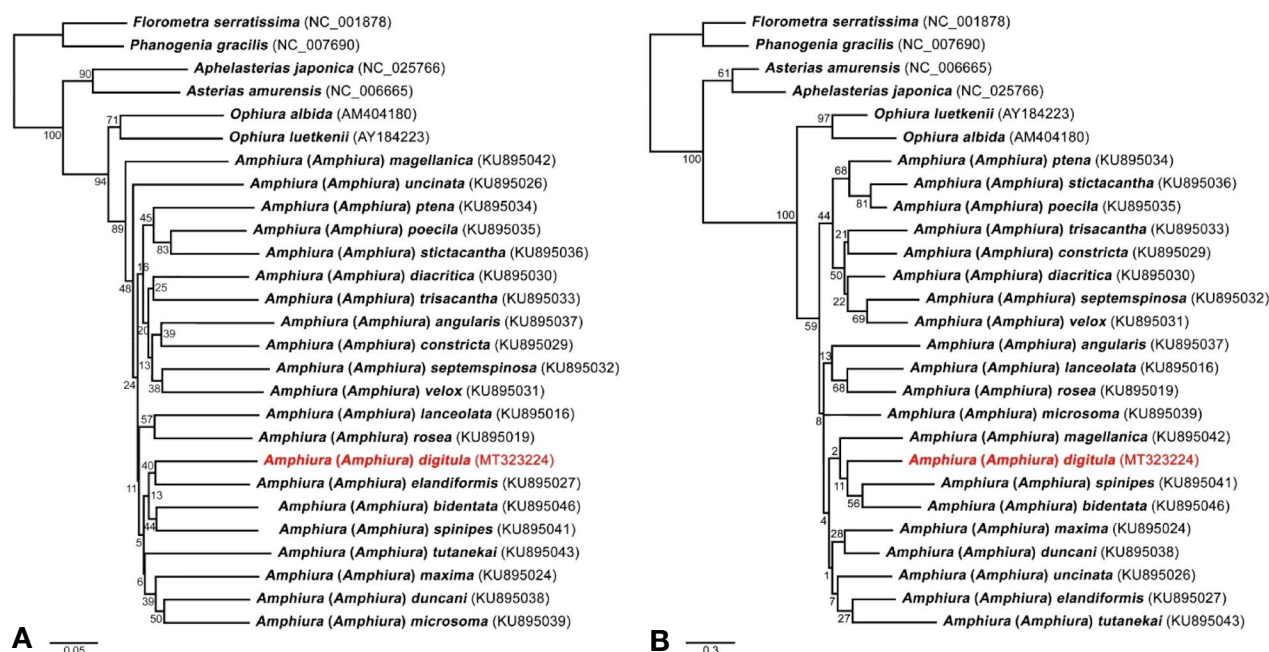 Florometra serratissima (NC_001878)
Phanogenia gracilis (NC_007690)
90
Aphelasterias japonica (NC_025766)
Asterias amurensis (NC_006665)
100
71
Ophiura albida (AM404180)
Ophiura luetkenii (AY184223)
94
Amphiura (Amphiura) magellanica (KU895042)
89
Amphiura (Amphiura) uncinata (KU895026)
48
45
Amphiura (Amphiura) ptena (KU895034)
83
Amphiura (Amphiura) poecila (KU895035)
Amphiura (Amphiura) stictacantha (KU895036)
16
25
Amphiura (Amphiura) diacritica (KU895030)
Amphiura (Amphiura) trisacantha (KU895033)
20
39
Amphiura (Amphiura) angularis (KU895037)
Amphiura (Amphiura) constricta (KU895029)
13
38
Amphiura (Amphiura) septemspinosa (KU895032)
Amphiura (Amphiura) velox (KU895031)
24
57
Amphiura (Amphiura) lanceolata (KU895016)
Amphiura (Amphiura) rosea (KU895019)
11
40
Amphiura (Amphiura) digitula (MT323224)
Amphiura (Amphiura) elandiformis (KU895027)
13
44
Amphiura (Amphiura) bidentata (KU895046)
Amphiura (Amphiura) spinipes (KU895041)
5
Amphiura (Amphiura) tutanekai (KU895043)
6
39
Amphiura (Amphiura) maxima (KU895024)
50
Amphiura (Amphiura) duncani (KU895038)
Amphiura (Amphiura) microsoma (KU895039)
A
0.05
Florometra serratissima (NC_001878)
Phanogenia gracilis (NC_007690)
61
Asterias amurensis (NC_006665)
Aphelasterias japonica (NC_025766)
100
97
Ophiura luetkenii (AY184223)
Ophiura albida (AM404180)
100
68
Amphiura (Amphiura) ptena (KU895034)
81
Amphiura (Amphiura) stictacantha (KU895036)
Amphiura (Amphiura) poecila (KU895035)
44
21
Amphiura (Amphiura) trisacantha (KU895033)
Amphiura (Amphiura) constricta (KU895029)
50
Amphiura (Amphiura) diacritica (KU895030)
22
69
Amphiura (Amphiura) septemspinosa (KU895032)
Amphiura (Amphiura) velox (KU895031)
59
13
Amphiura (Amphiura) angularis (KU895037)
68
Amphiura (Amphiura) lanceolata (KU895016)
Amphiura (Amphiura) rosea (KU895019)
8
Amphiura (Amphiura) microsoma (KU895039)
2
Amphiura (Amphiura) magellanica (KU895042)
11
Amphiura (Amphiura) digitula (MT323224)
56
Amphiura (Amphiura) spinipes (KU895041)
Amphiura (Amphiura) bidentata (KU895046)
4
28
Amphiura (Amphiura) maxima (KU895024)
Amphiura (Amphiura) duncani (KU895038)
1
Amphiura (Amphiura) uncinata (KU895026)
7
27
Amphiura (Amphiura) elandiformis (KU895027)
Amphiura (Amphiura) tutanekai (KU895043)
B
0.3